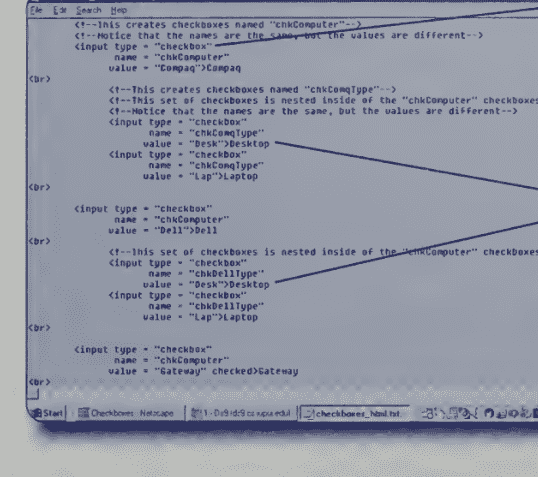 File Edit Search Help
<!--This creates checkboxes named "chkComputer"-->
<!--Notice that the names are the same, but the values are different-->
<input type = "checkbox"
name = "chkComputer"
value = "Compaq">Compaq
<br>
<!--This creates checkboxes named "chkComqType"-->
<!--This set of checkboxes is nested inside of the "chkComputer" checkboxes
<!--Notice that the names are the same, but the values are different-->
<input type = "checkbox"
name = "chkComqType"
value = "Desk">Desktop
<input type = "checkbox"
name = "chkComqType"
value = "Lap">Laptop
<br>
<input type = "checkbox"
name = "chkComputer"
value = "Dell">Dell
<br>
<!--This set of checkboxes is nested inside of the "chkComputer" checkboxes
<input type = "checkbox"
name = "chkDellType"
value = "Desk">Desktop
<input type = "checkbox"
name = "chkDellType"
value = "Lap">Laptop
<br>
<input type = "checkbox"
name = "chkComputer"
value = "Gateway" checked>Gateway
<br>
Start Checkboxes - Netscape checkboxes_html.txt